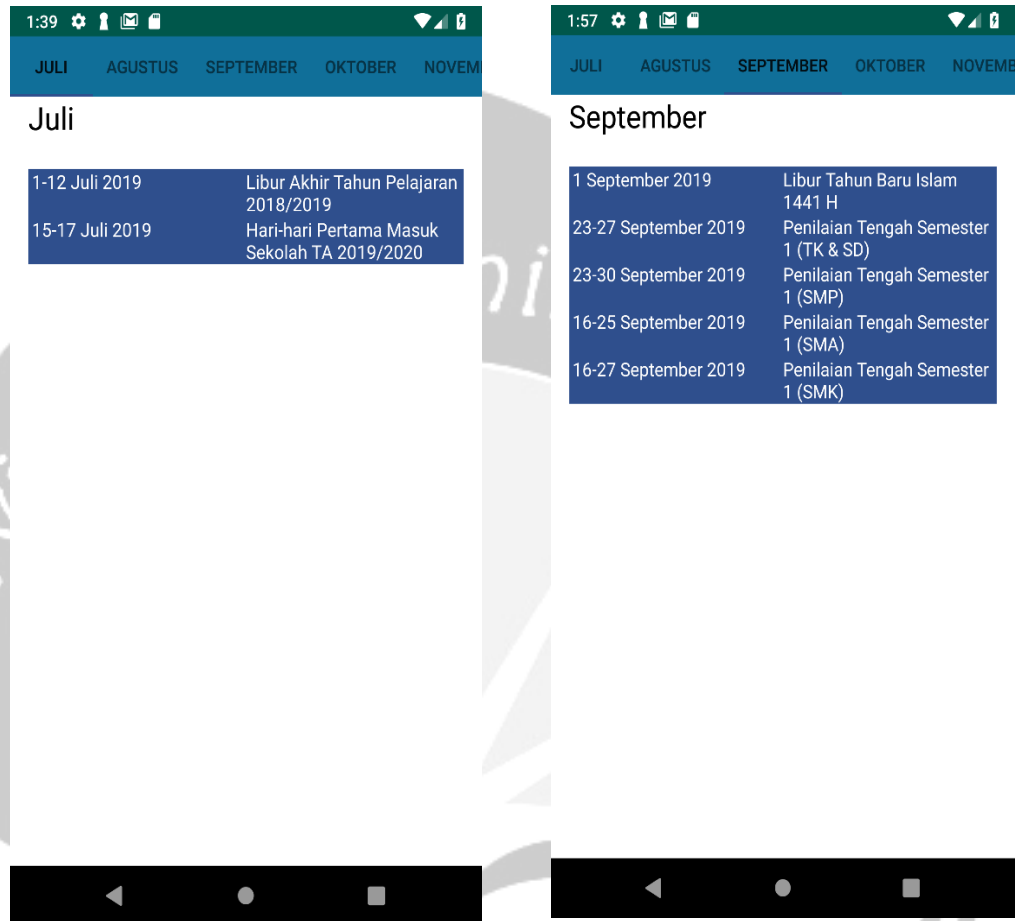 1:39
JULI AGUSTUS SEPTEMBER OKTOBER NOVEM
Juli
1-12 Juli 2019 Libur Akhir Tahun Pelajaran
2018/2019
15-17 Juli 2019 Hari-hari Pertama Masuk
Sekolah TA 2019/2020
1:57
JULI AGUSTUS SEPTEMBER OKTOBER NOVEMB
September
1 September 2019 Libur Tahun Baru Islam
1441 H
23-27 September 2019 Penilaian Tengah Semester
1 (TK & SD)
23-30 September 2019 Penilaian Tengah Semester
1 (SMP)
16-25 September 2019 Penilaian Tengah Semester
1 (SMA)
16-27 September 2019 Penilaian Tengah Semester
1 (SMK)